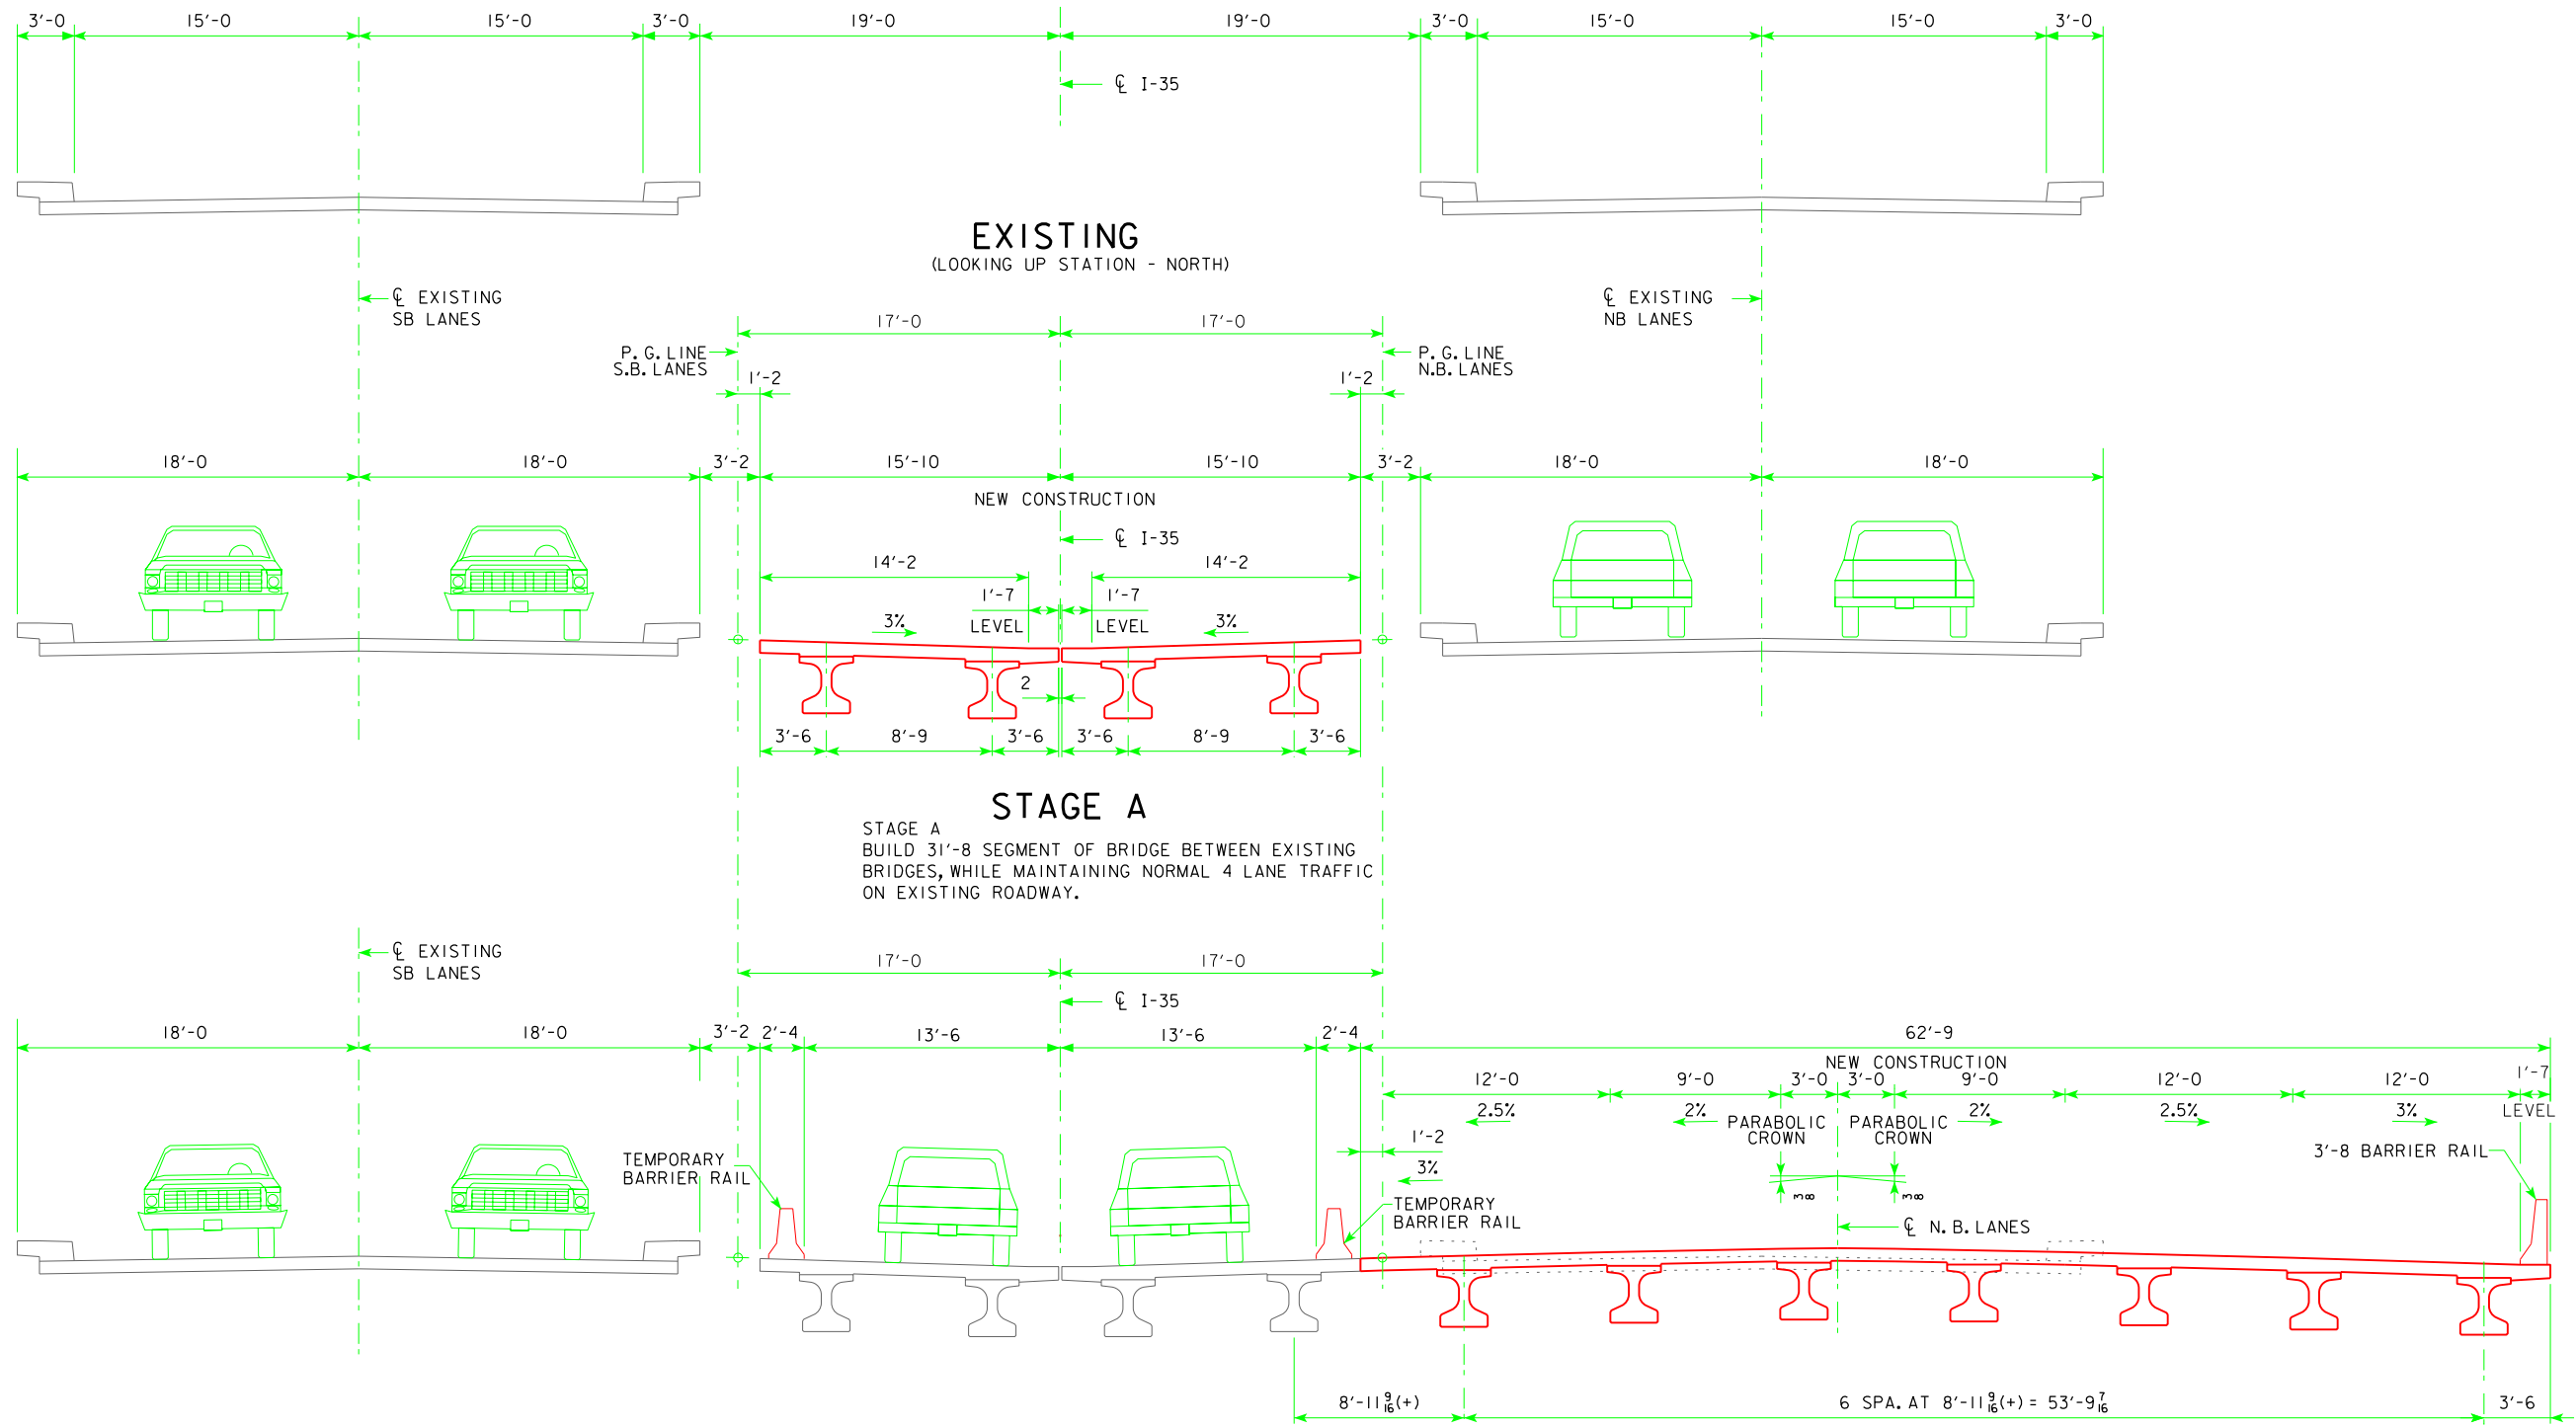 3'-0 15'-0 15'-0 3'-0 19'-0 19'-0 3'-0 15'-0 15'-0 3'-0
℄ I-35
EXISTING
(LOOKING UP STATION - NORTH)
℄ EXISTING
SB LANES
℄ EXISTING
NB LANES
17'-0 17'-0
P.G. LINE
S.B. LANES
P.G. LINE
N.B. LANES
1'-2 1'-2
18'-0 18'-0 3'-2 15'-10 15'-10 3'-2 18'-0 18'-0
NEW CONSTRUCTION
℄ I-35
14'-2 14'-2
1'-7 1'-7
3% LEVEL LEVEL 3%
2
3'-6 8'-9 3'-6 3'-6 8'-9 3'-6
STAGE A
STAGE A
BUILD 31'-8 SEGMENT OF BRIDGE BETWEEN EXISTING
BRIDGES, WHILE MAINTAINING NORMAL 4 LANE TRAFFIC
ON EXISTING ROADWAY.
℄ EXISTING
SB LANES
17'-0 17'-0
℄ I-35
18'-0 18'-0 3'-2 2'-4 13'-6 13'-6 2'-4 62'-9
NEW CONSTRUCTION
12'-0 9'-0 3'-0 3'-0 9'-0 12'-0 12'-0 1'-7
2.5% 2% 2% 2.5% 3% LEVEL
PARABOLIC
CROWN
PARABOLIC
CROWN
1'-2
3%
3/8 3/8
TEMPORARY
BARRIER RAIL
TEMPORARY
BARRIER RAIL
3'-8 BARRIER RAIL
℄ N.B. LANES
8'-11 9/16(+) 6 SPA. AT 8'-11 9/16(+) = 53'-9 7/16 3'-6